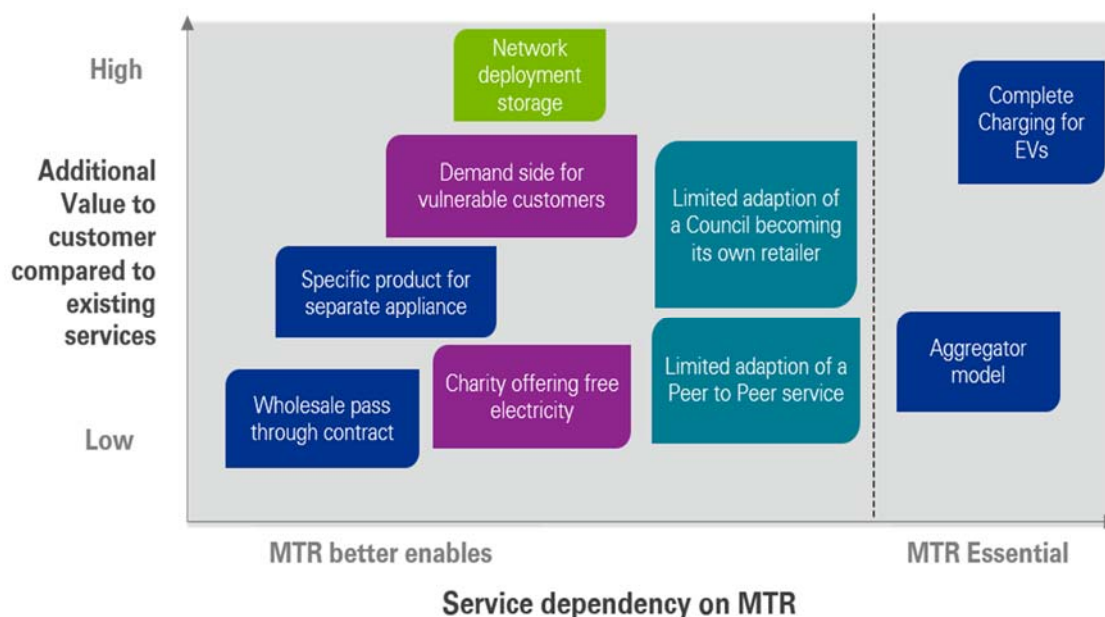 High
Additional
Value to
customer
compared to
existing
services
Low
Network
deployment
storage
Complete
Charging for
EVs
Demand side for
vulnerable customers
Limited adaption of
a Council becoming
its own retailer
Specific product for
separate appliance
Aggregator
model
Limited adaption of a
Peer to Peer service
Charity offering free
electricity
Wholesale pass
through contract
MTR better enables
MTR Essential
Service dependency on MTR